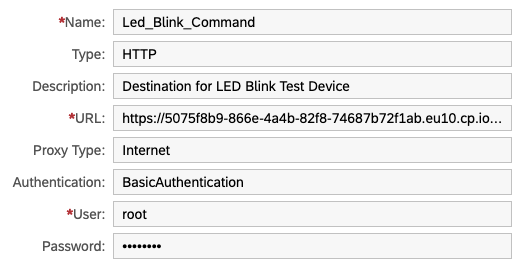 *Name: Led_Blink_Command
Type: HTTP
Description: Destination for LED Blink Test Device
*URL: https://5075f8b9-866e-4a4b-82f8-74687b72f1ab.eu10.cp.io...
Proxy Type: Internet
Authentication: BasicAuthentication
*User: root
Password: ••••••••